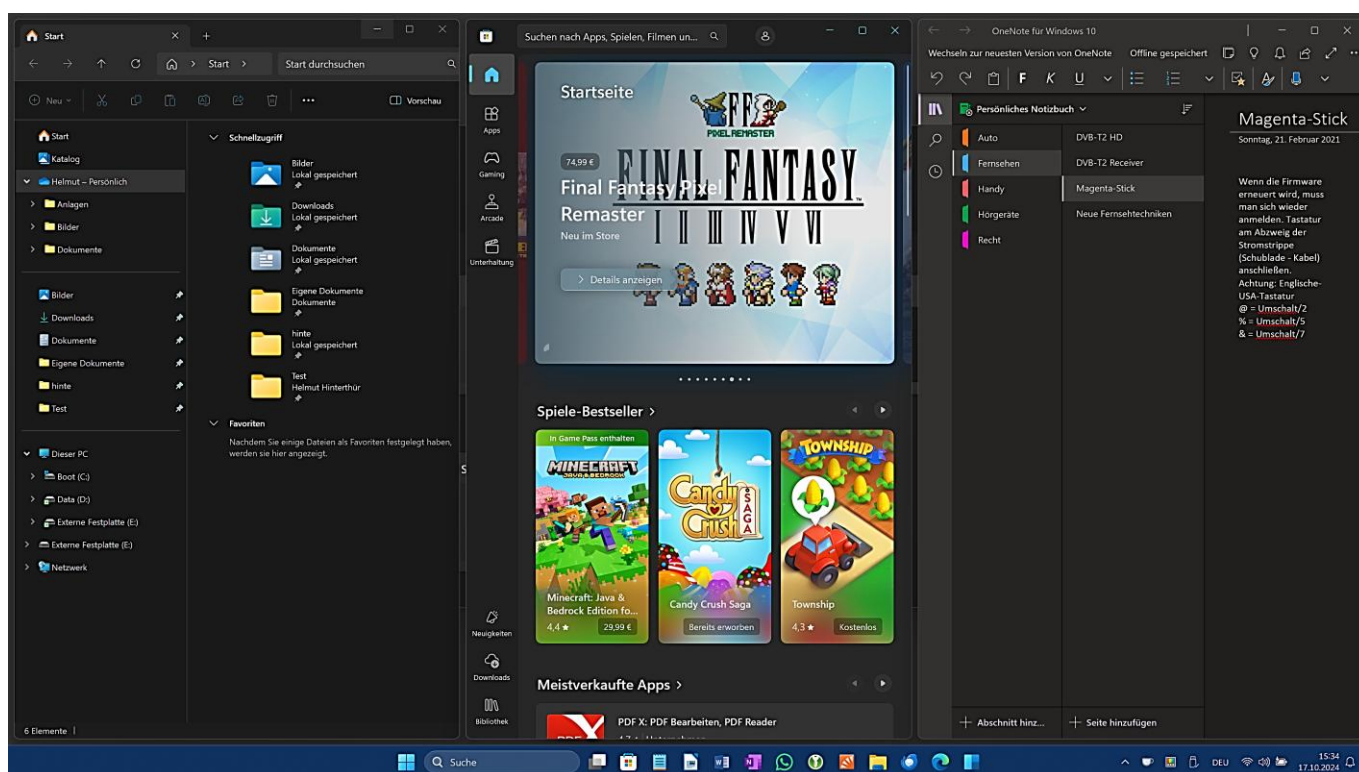 Start
Start
Start durchsuchen
Neu
Vorschau
Start
Katalog
Helmut – Persönlich
Anlagen
Bilder
Dokumente
Bilder
Downloads
Dokumente
Eigene Dokumente
hinte
Test
Dieser PC
Boot (C:)
Data (D:)
Externe Festplatte (E:)
Externe Festplatte (E:)
Netzwerk
6 Elemente
Schnellzugriff
Bilder
Lokal gespeichert
Downloads
Lokal gespeichert
Dokumente
Lokal gespeichert
Eigene Dokumente
Dokumente
hinte
Lokal gespeichert
Test
Helmut Hinterthür
Favoriten
Nachdem Sie einige Dateien als Favoriten festgelegt haben,
werden sie hier angezeigt.
Suchen nach Apps, Spielen, Filmen un...
Apps
Gaming
Arcade
Unterhaltung
Neuigkeiten
Downloads
Bibliothek
Startseite
FF
PIXEL REMASTER
FINAL FANTASY
I II III IV V VI
74,99 €
Final Fantasy Pixel
Remaster
Neu im Store
> Details anzeigen
Spiele-Bestseller >
In Game Pass enthalten
MINECRAFT
JAVA & BEDROCK
Minecraft: Java &
Bedrock Edition fo...
4,4 ★ 29,99 €
Candy
Crush
SAGA
Candy Crush Saga
Bereits erworben
TOWNSHIP
Township
4,3 ★ Kostenlos
Meistverkaufte Apps >
PDF X: PDF Bearbeiten, PDF Reader
OneNote für Windows 10
Wechseln zur neuesten Version von OneNote Offline gespeichert
F K U
Persönliches Notizbuch
Auto
Fernsehen
Handy
Hörgeräte
Recht
DVB-T2 HD
DVB-T2 Receiver
Magenta-Stick
Neue Fernsehtechniken
+ Abschnitt hinz...
+ Seite hinzufügen
Magenta-Stick
Sonntag, 21. Februar 2021
Wenn die Firmware
erneuert wird, muss
man sich wieder
anmelden. Tastatur
am Abzweig der
Stromstrippe
(Schublade - Kabel)
anschließen.
Achtung: Englische-
USA-Tastatur
@ = Umschalt/2
% = Umschalt/5
& = Umschalt/7
Suche
DEU
15:34
17.10.2024